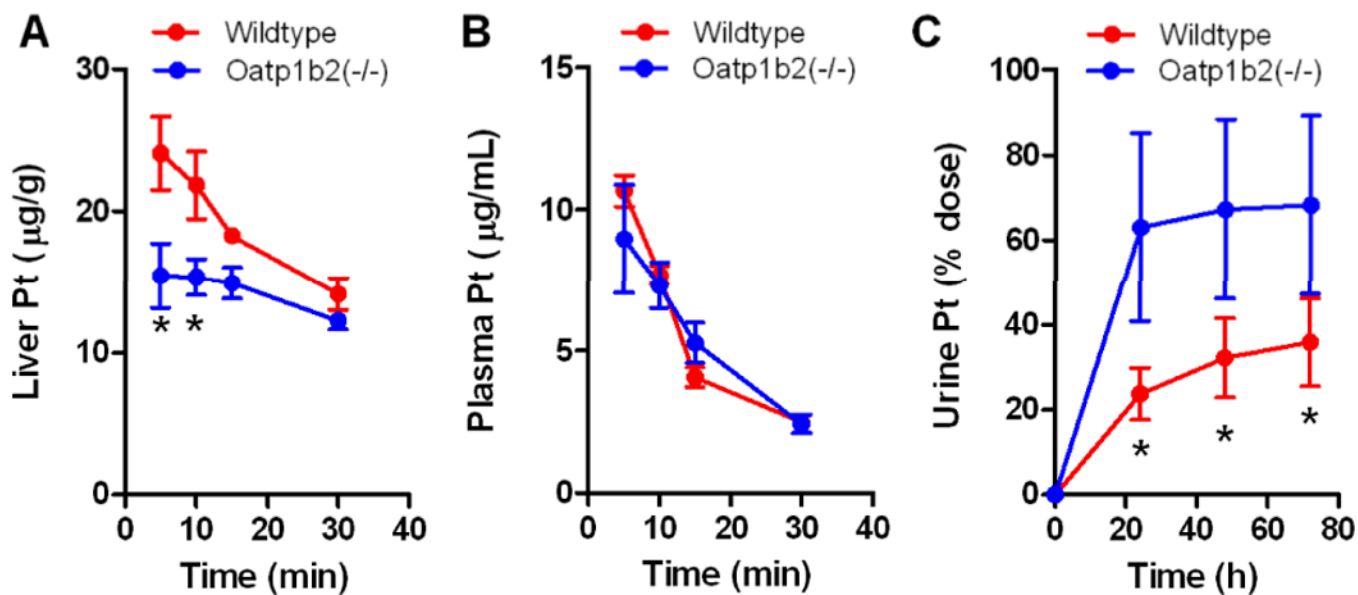 A
Wildtype
Oatp1b2(-/-)
Liver Pt ( μg/g)
30
20
10
0
0 10 20 30 40
Time (min)
* *
B
Wildtype
Oatp1b2(-/-)
Plasma Pt ( μg/mL)
15
10
5
0
0 10 20 30 40
Time (min)
C
Wildtype
Oatp1b2(-/-)
Urine Pt (% dose)
100
80
60
40
20
0
0 20 40 60 80
Time (h)
* * *